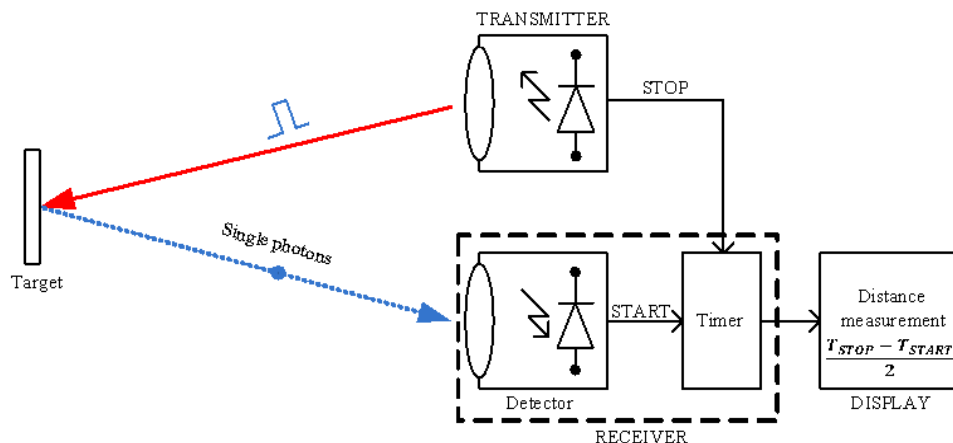 TRANSMITTER
STOP
Single photons
Target
START
Timer
Distance
measurement
T_STOP − T_START
2
Detector
DISPLAY
RECEIVER